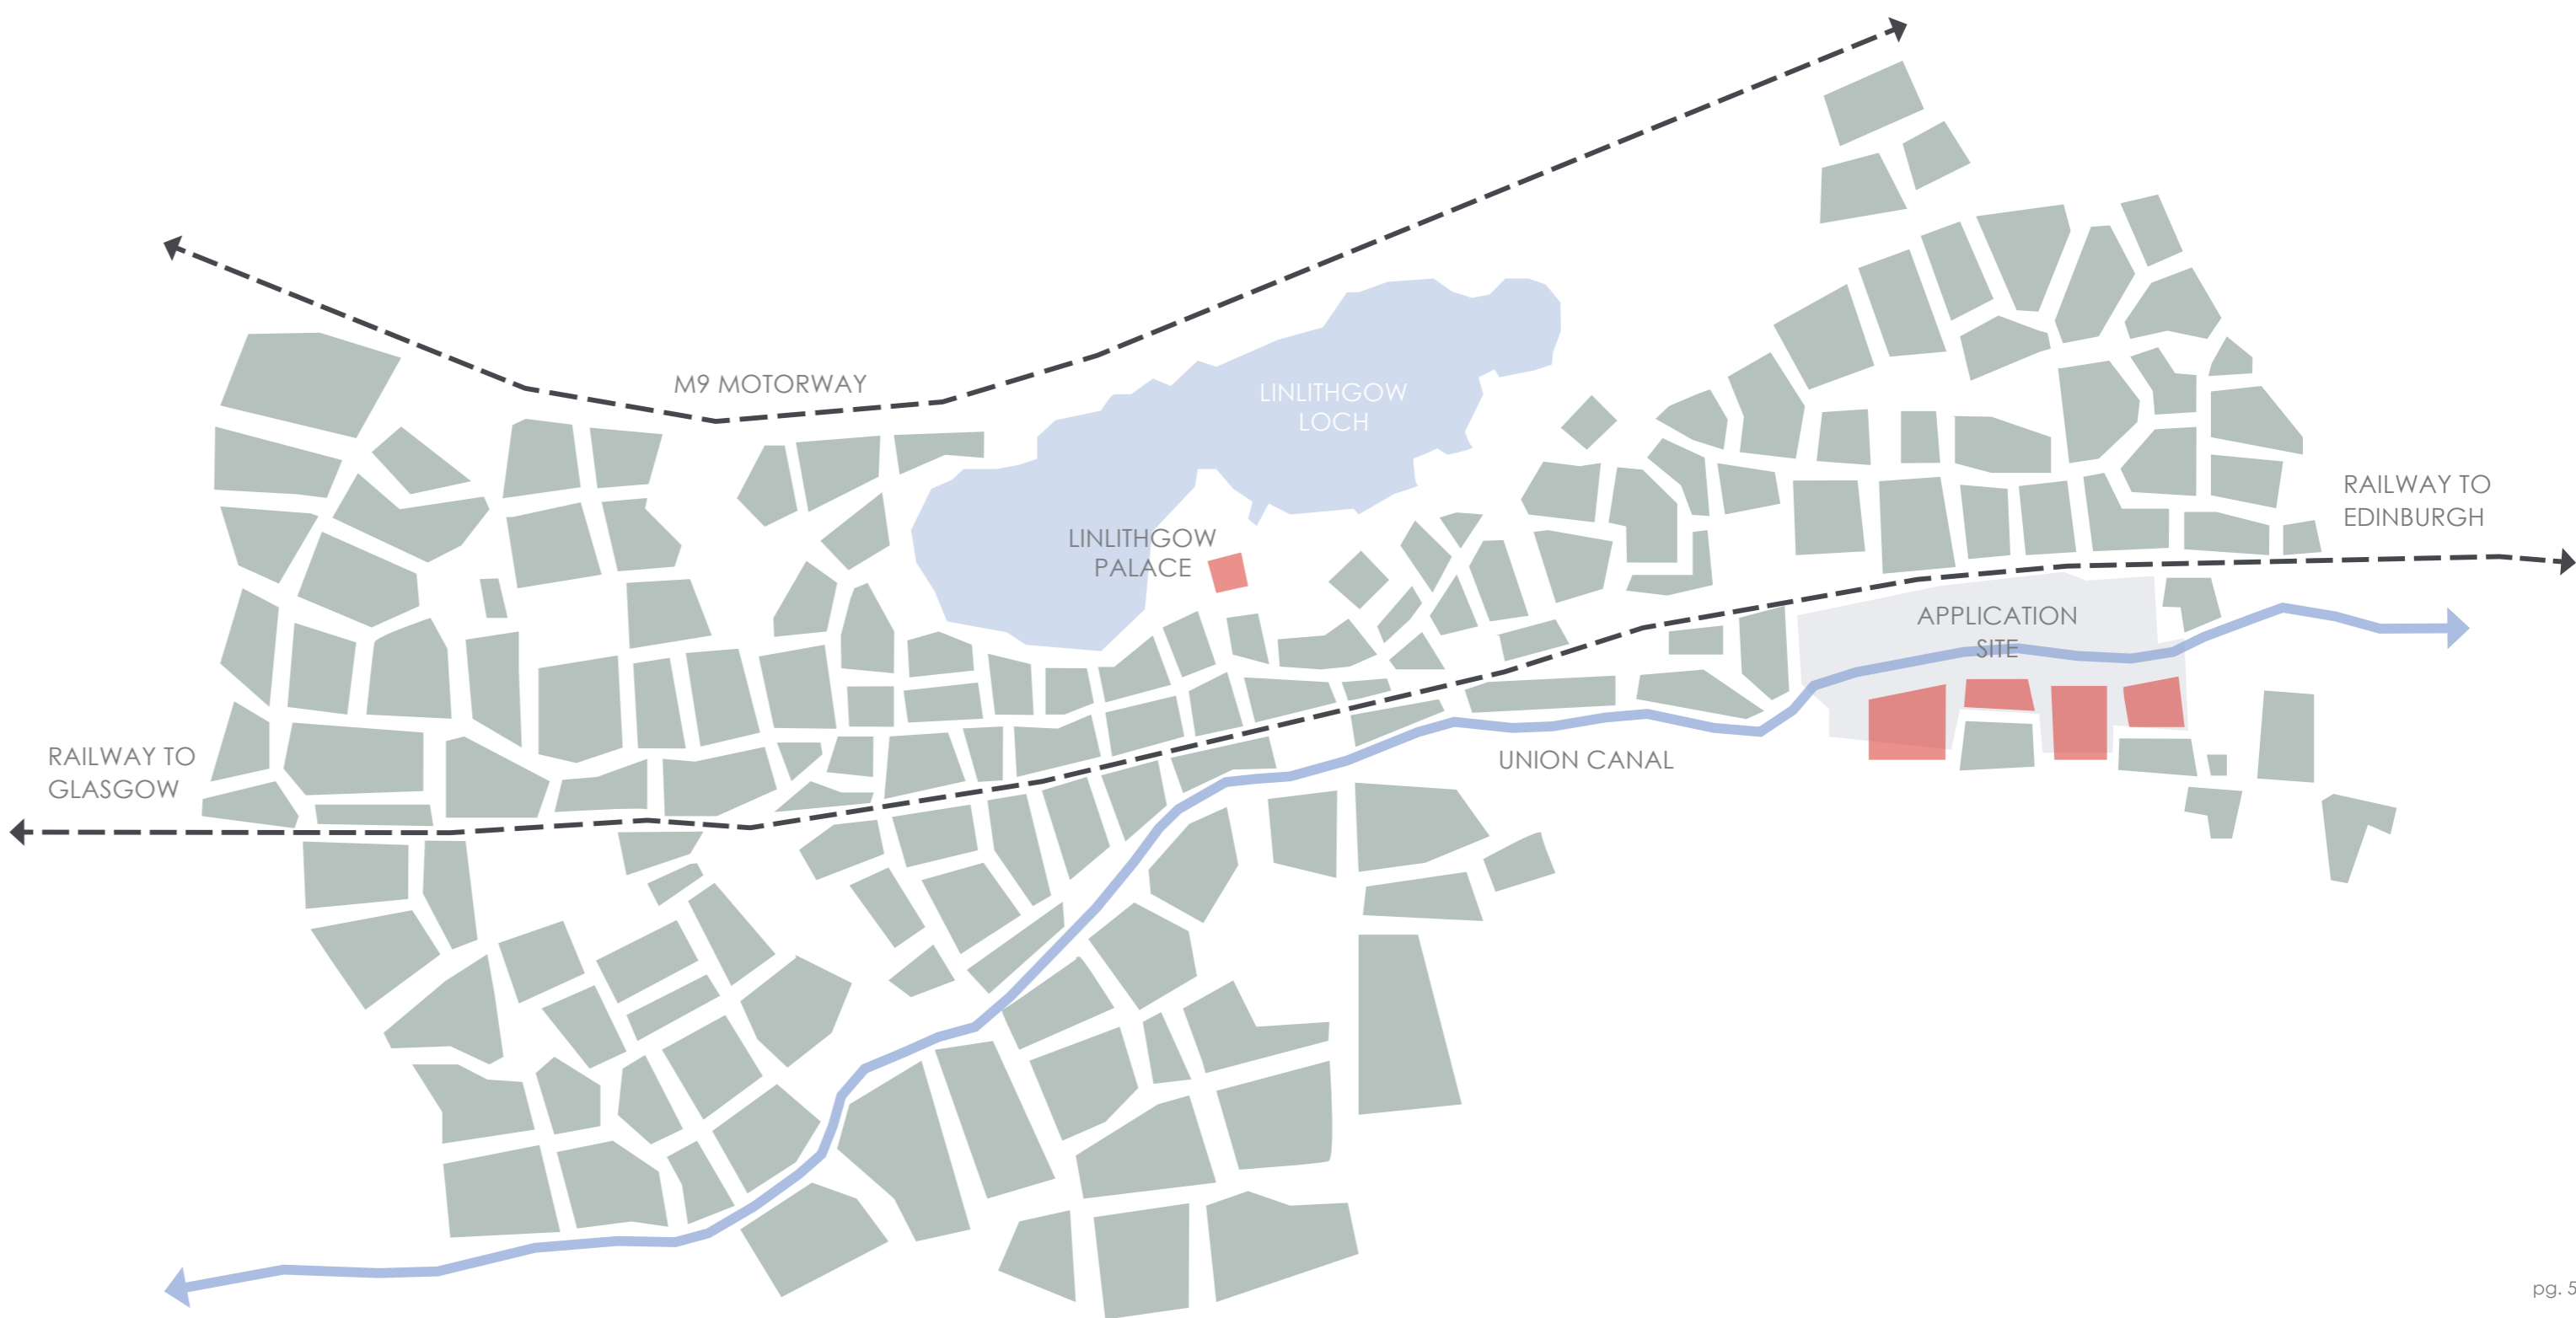 M9 MOTORWAY
LINLITHGOW
LOCH
RAILWAY TO
EDINBURGH
LINLITHGOW
PALACE
APPLICATION
SITE
RAILWAY TO
GLASGOW
UNION CANAL
pg. 5